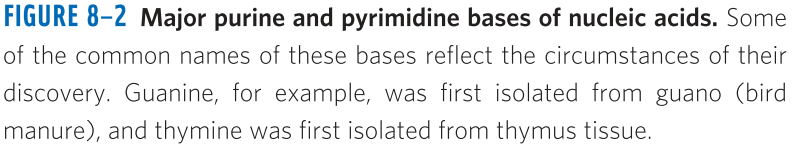 FIGURE 8–2 Major purine and pyrimidine bases of nucleic acids. Some
of the common names of these bases reflect the circumstances of their
discovery. Guanine, for example, was first isolated from guano (bird
manure), and thymine was first isolated from thymus tissue.